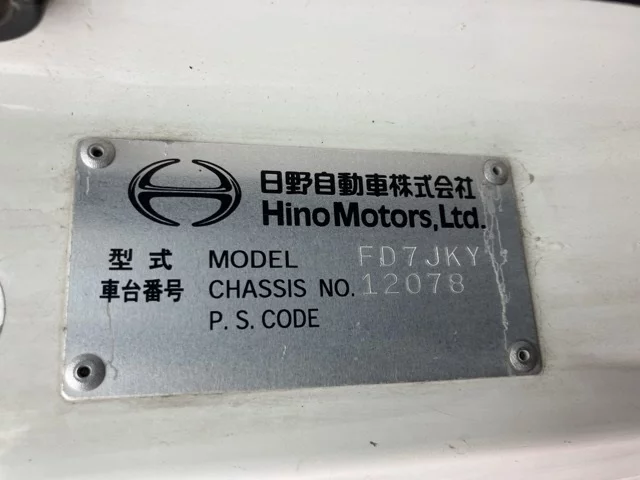 日野自動車株式会社
Hino Motors, Ltd.
型式 MODEL FD7JKY
車台番号 CHASSIS NO. 12078
P. S. CODE